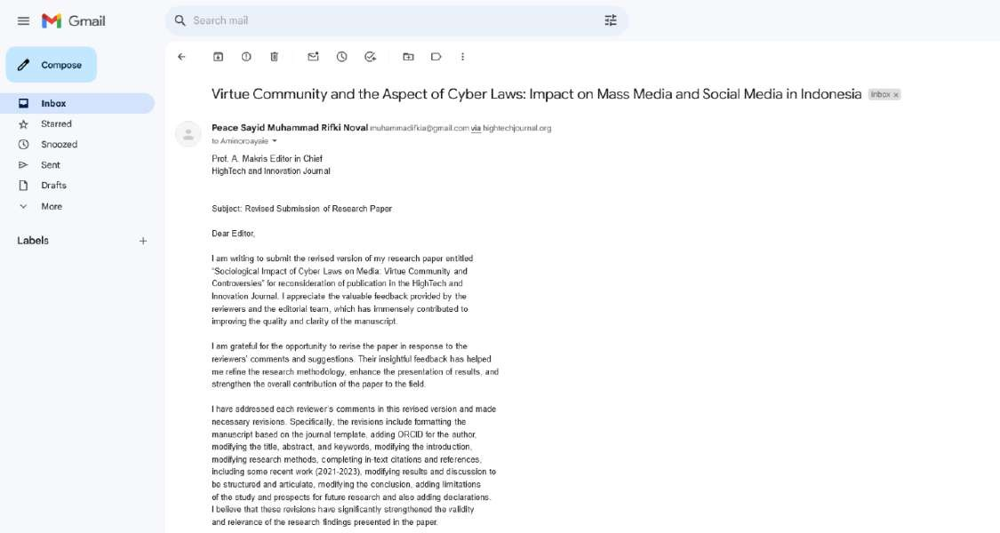 Gmail
Search mail
Compose
Inbox
Starred
Snoozed
Sent
Drafts
More
Labels
Virtue Community and the Aspect of Cyber Laws: Impact on Mass Media and Social Media in Indonesia Inbox x
Peace Sayid Muhammad Rifki Noval muhammadifkia@gmail.com via hightechjournal.org
to Aminoroayaie
Prof. A. Makris Editor in Chief
HighTech and Innovation Journal
Subject: Revised Submission of Research Paper
Dear Editor,
I am writing to submit the revised version of my research paper entitled
"Sociological Impact of Cyber Laws on Media: Virtue Community and
Controversies" for reconsideration of publication in the HighTech and
Innovation Journal. I appreciate the valuable feedback provided by the
reviewers and the editorial team, which has immensely contributed to
improving the quality and clarity of the manuscript.
I am grateful for the opportunity to revise the paper in response to the
reviewers' comments and suggestions. Their insightful feedback has helped
me refine the research methodology, enhance the presentation of results, and
strengthen the overall contribution of the paper to the field.
I have addressed each reviewer's comments in this revised version and made
necessary revisions. Specifically, the revisions include formatting the
manuscript based on the journal template, adding ORCID for the author,
modifying the title, abstract, and keywords, modifying the introduction,
modifying research methods, completing in-text citations and references,
including some recent work (2021-2023), modifying results and discussion to
be structured and articulate, modifying the conclusion, adding limitations
of the study and prospects for future research and also adding declarations.
I believe that these revisions have significantly strengthened the validity
and relevance of the research findings presented in the paper.